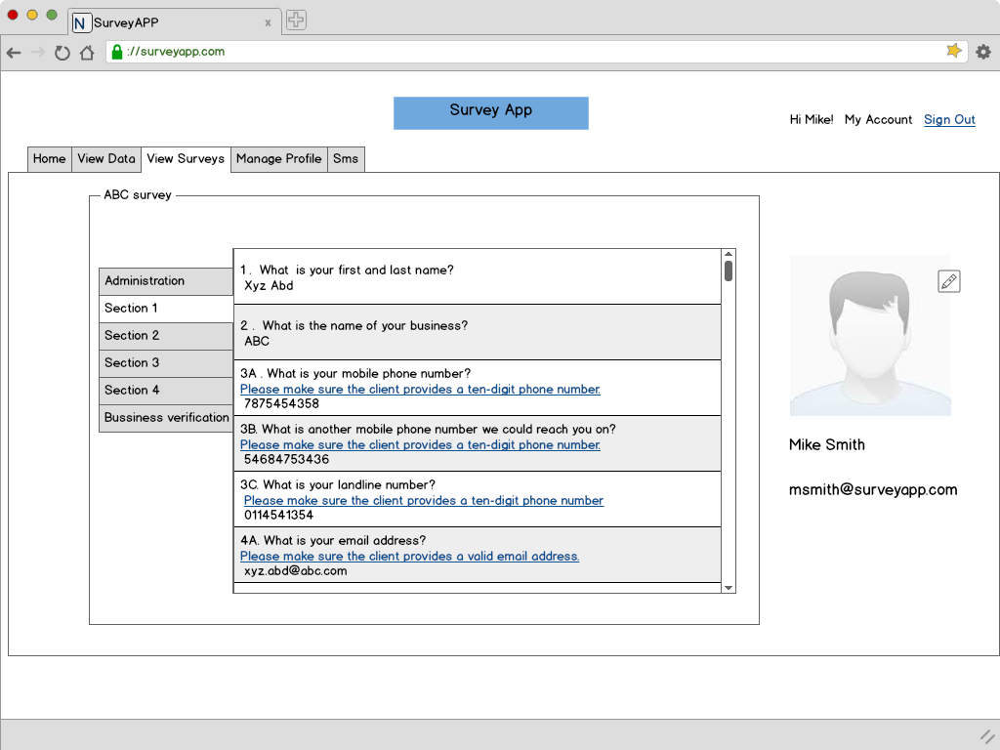 N SurveyAPP x
://surveyapp.com
Survey App
Hi Mike! My Account Sign Out
Home View Data View Surveys Manage Profile Sms
ABC survey
Administration
Section 1
Section 2
Section 3
Section 4
Bussiness verification
1 . What is your first and last name?
Xyz Abd
2 . What is the name of your business?
ABC
3A . What is your mobile phone number?
Please make sure the client provides a ten-digit phone number.
7875454358
3B. What is another mobile phone number we could reach you on?
Please make sure the client provides a ten-digit phone number.
54684753436
3C. What is your landline number?
Please make sure the client provides a ten-digit phone number
0114541354
4A. What is your email address?
Please make sure the client provides a valid email address.
xyz.abd@abc.com
Mike Smith
msmith@surveyapp.com